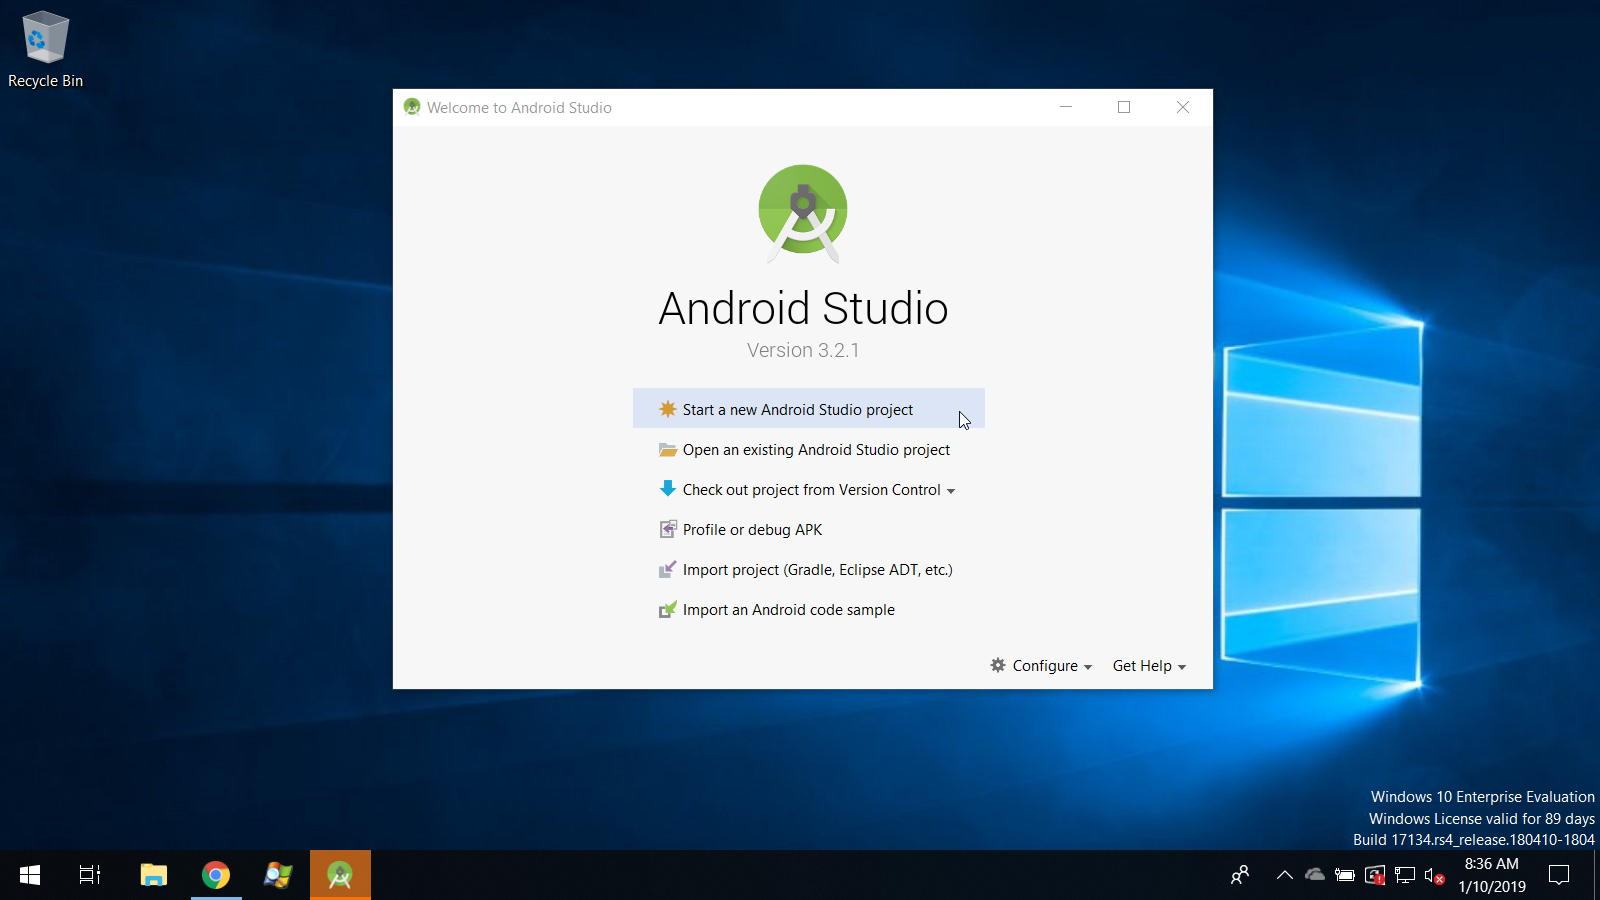 Recycle Bin
Welcome to Android Studio
Android Studio
Version 3.2.1
Start a new Android Studio project
Open an existing Android Studio project
Check out project from Version Control
Profile or debug APK
Import project (Gradle, Eclipse ADT, etc.)
Import an Android code sample
Configure
Get Help
Windows 10 Enterprise Evaluation
Windows License valid for 89 days
Build 17134.rs4_release.180410-1804
8:36 AM
1/10/2019